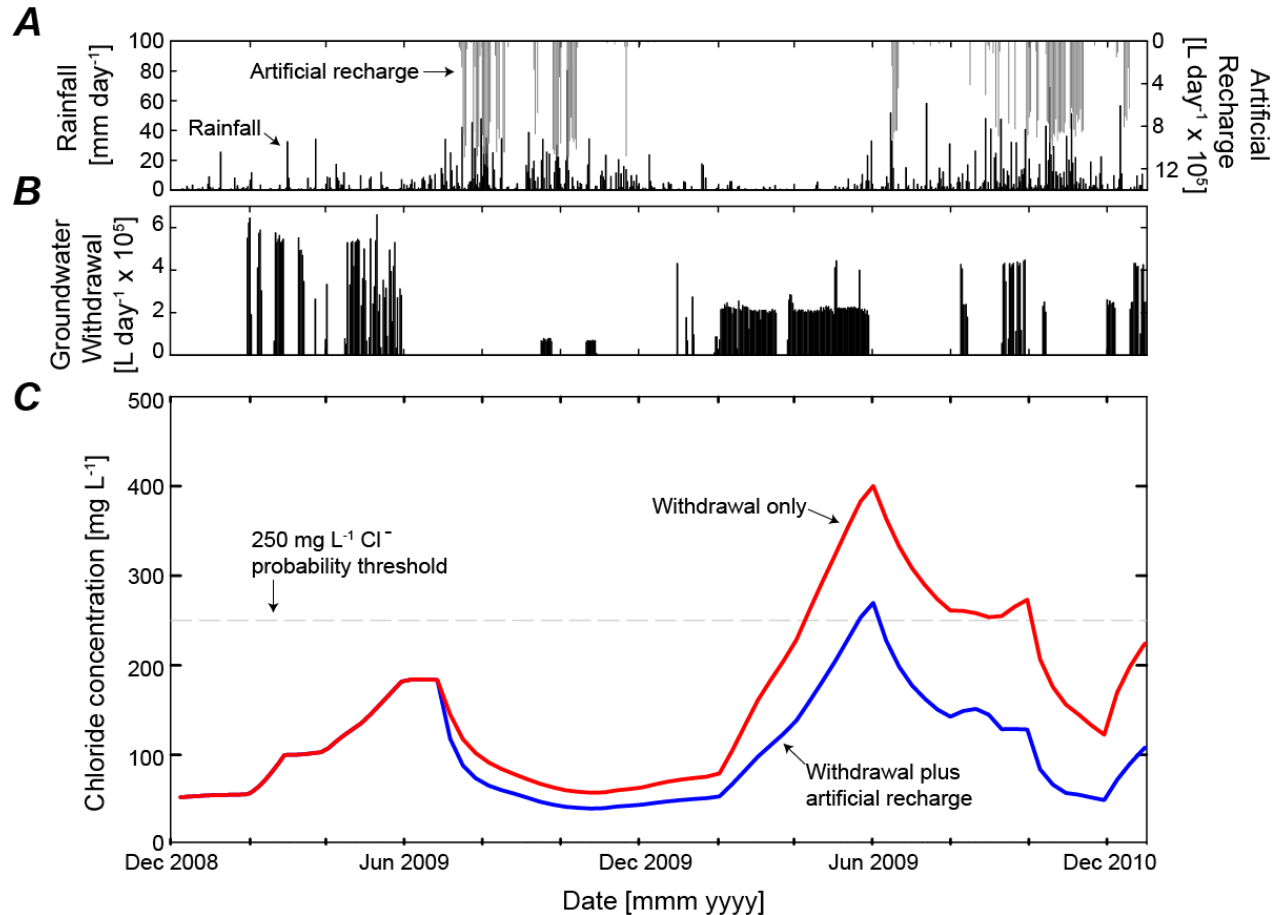 A
Rainfall
[mm day⁻¹]
100
80
60
40
20
0
Artificial recharge
Rainfall
0
4
8
12
Artificial
Recharge
[L day⁻¹ x 10⁵]
B
Groundwater
Withdrawal
[L day⁻¹ x 10⁵]
6
4
2
0
C
Chloride concentration [mg L⁻¹]
500
400
300
200
100
0
250 mg L⁻¹ Cl⁻
probability threshold
Withdrawal only
Withdrawal plus
artificial recharge
Dec 2008
Jun 2009
Dec 2009
Jun 2009
Dec 2010
Date [mmm yyyy]